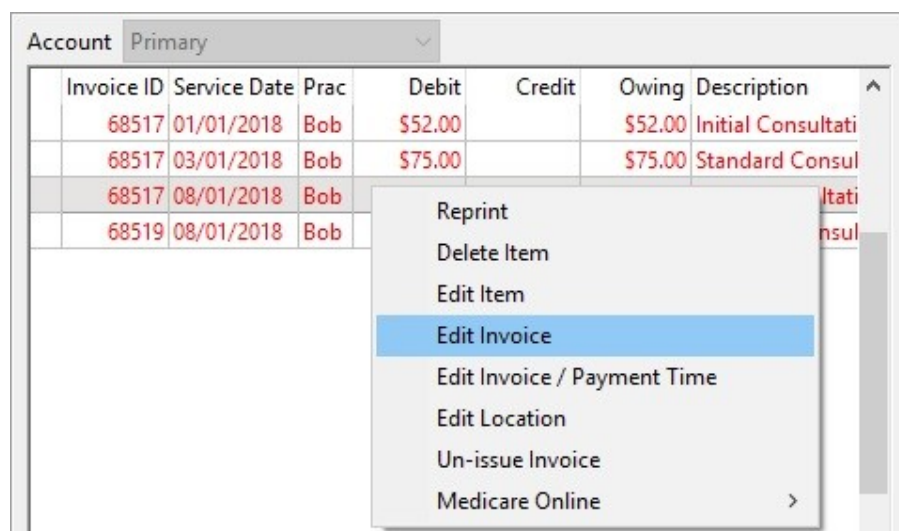 Account Primary
Invoice ID Service Date Prac Debit Credit Owing Description
68517 01/01/2018 Bob $52.00 $52.00 Initial Consultati
68517 03/01/2018 Bob $75.00 $75.00 Standard Consul
68517 08/01/2018 Bob ltati
68519 08/01/2018 Bob nsul
Reprint
Delete Item
Edit Item
Edit Invoice
Edit Invoice / Payment Time
Edit Location
Un-issue Invoice
Medicare Online